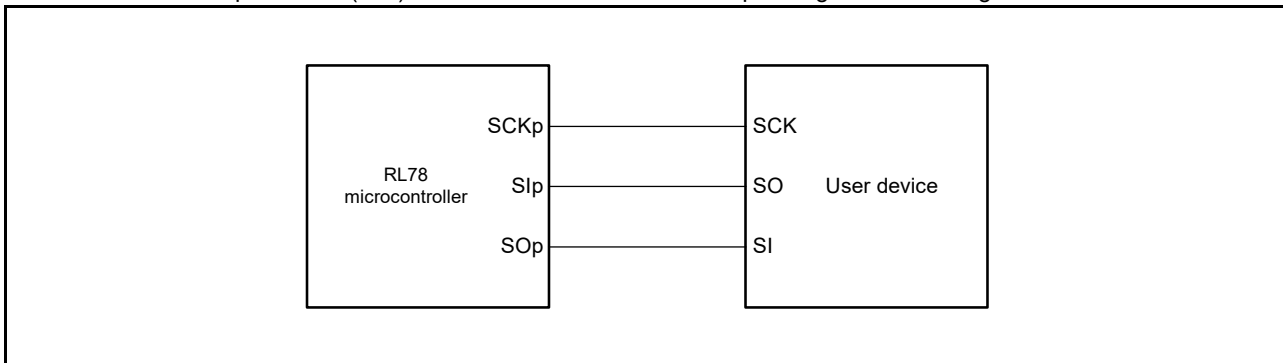 SCKp SCK
RL78
microcontroller
SIp SO User device
SOp SI